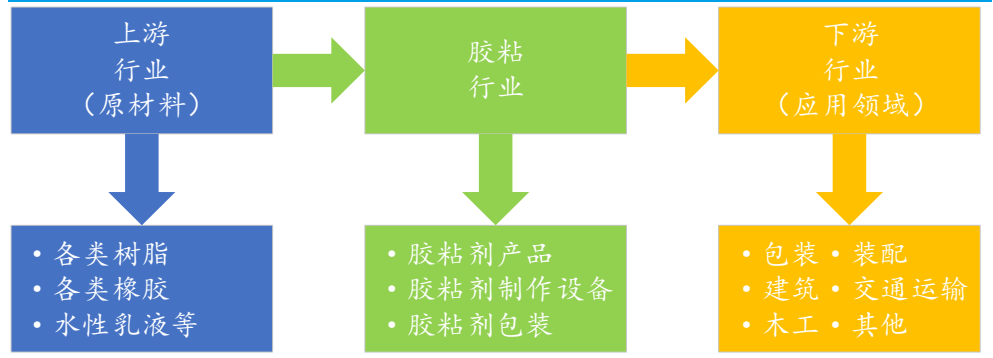 上游
行业
（原材料）
胶粘
行业
下游
行业
（应用领域）
• 各类树脂
• 各类橡胶
• 水性乳液等
• 胶粘剂产品
• 胶粘剂制作设备
• 胶粘剂包装
• 包装 • 装配
• 建筑 • 交通运输
• 木工 • 其他